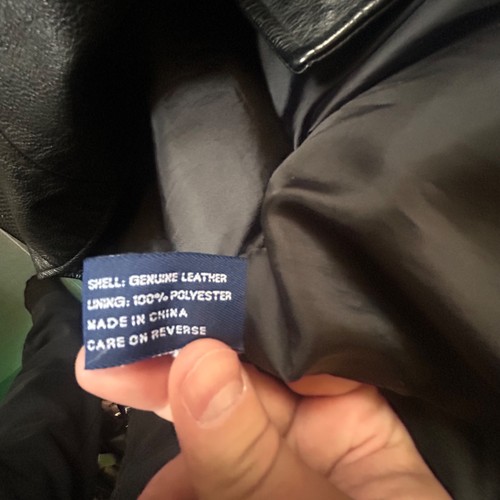 SHELL: GENUINE LEATHER
LINING: 100% POLYESTER
MADE IN CHINA
CARE ON REVERSE